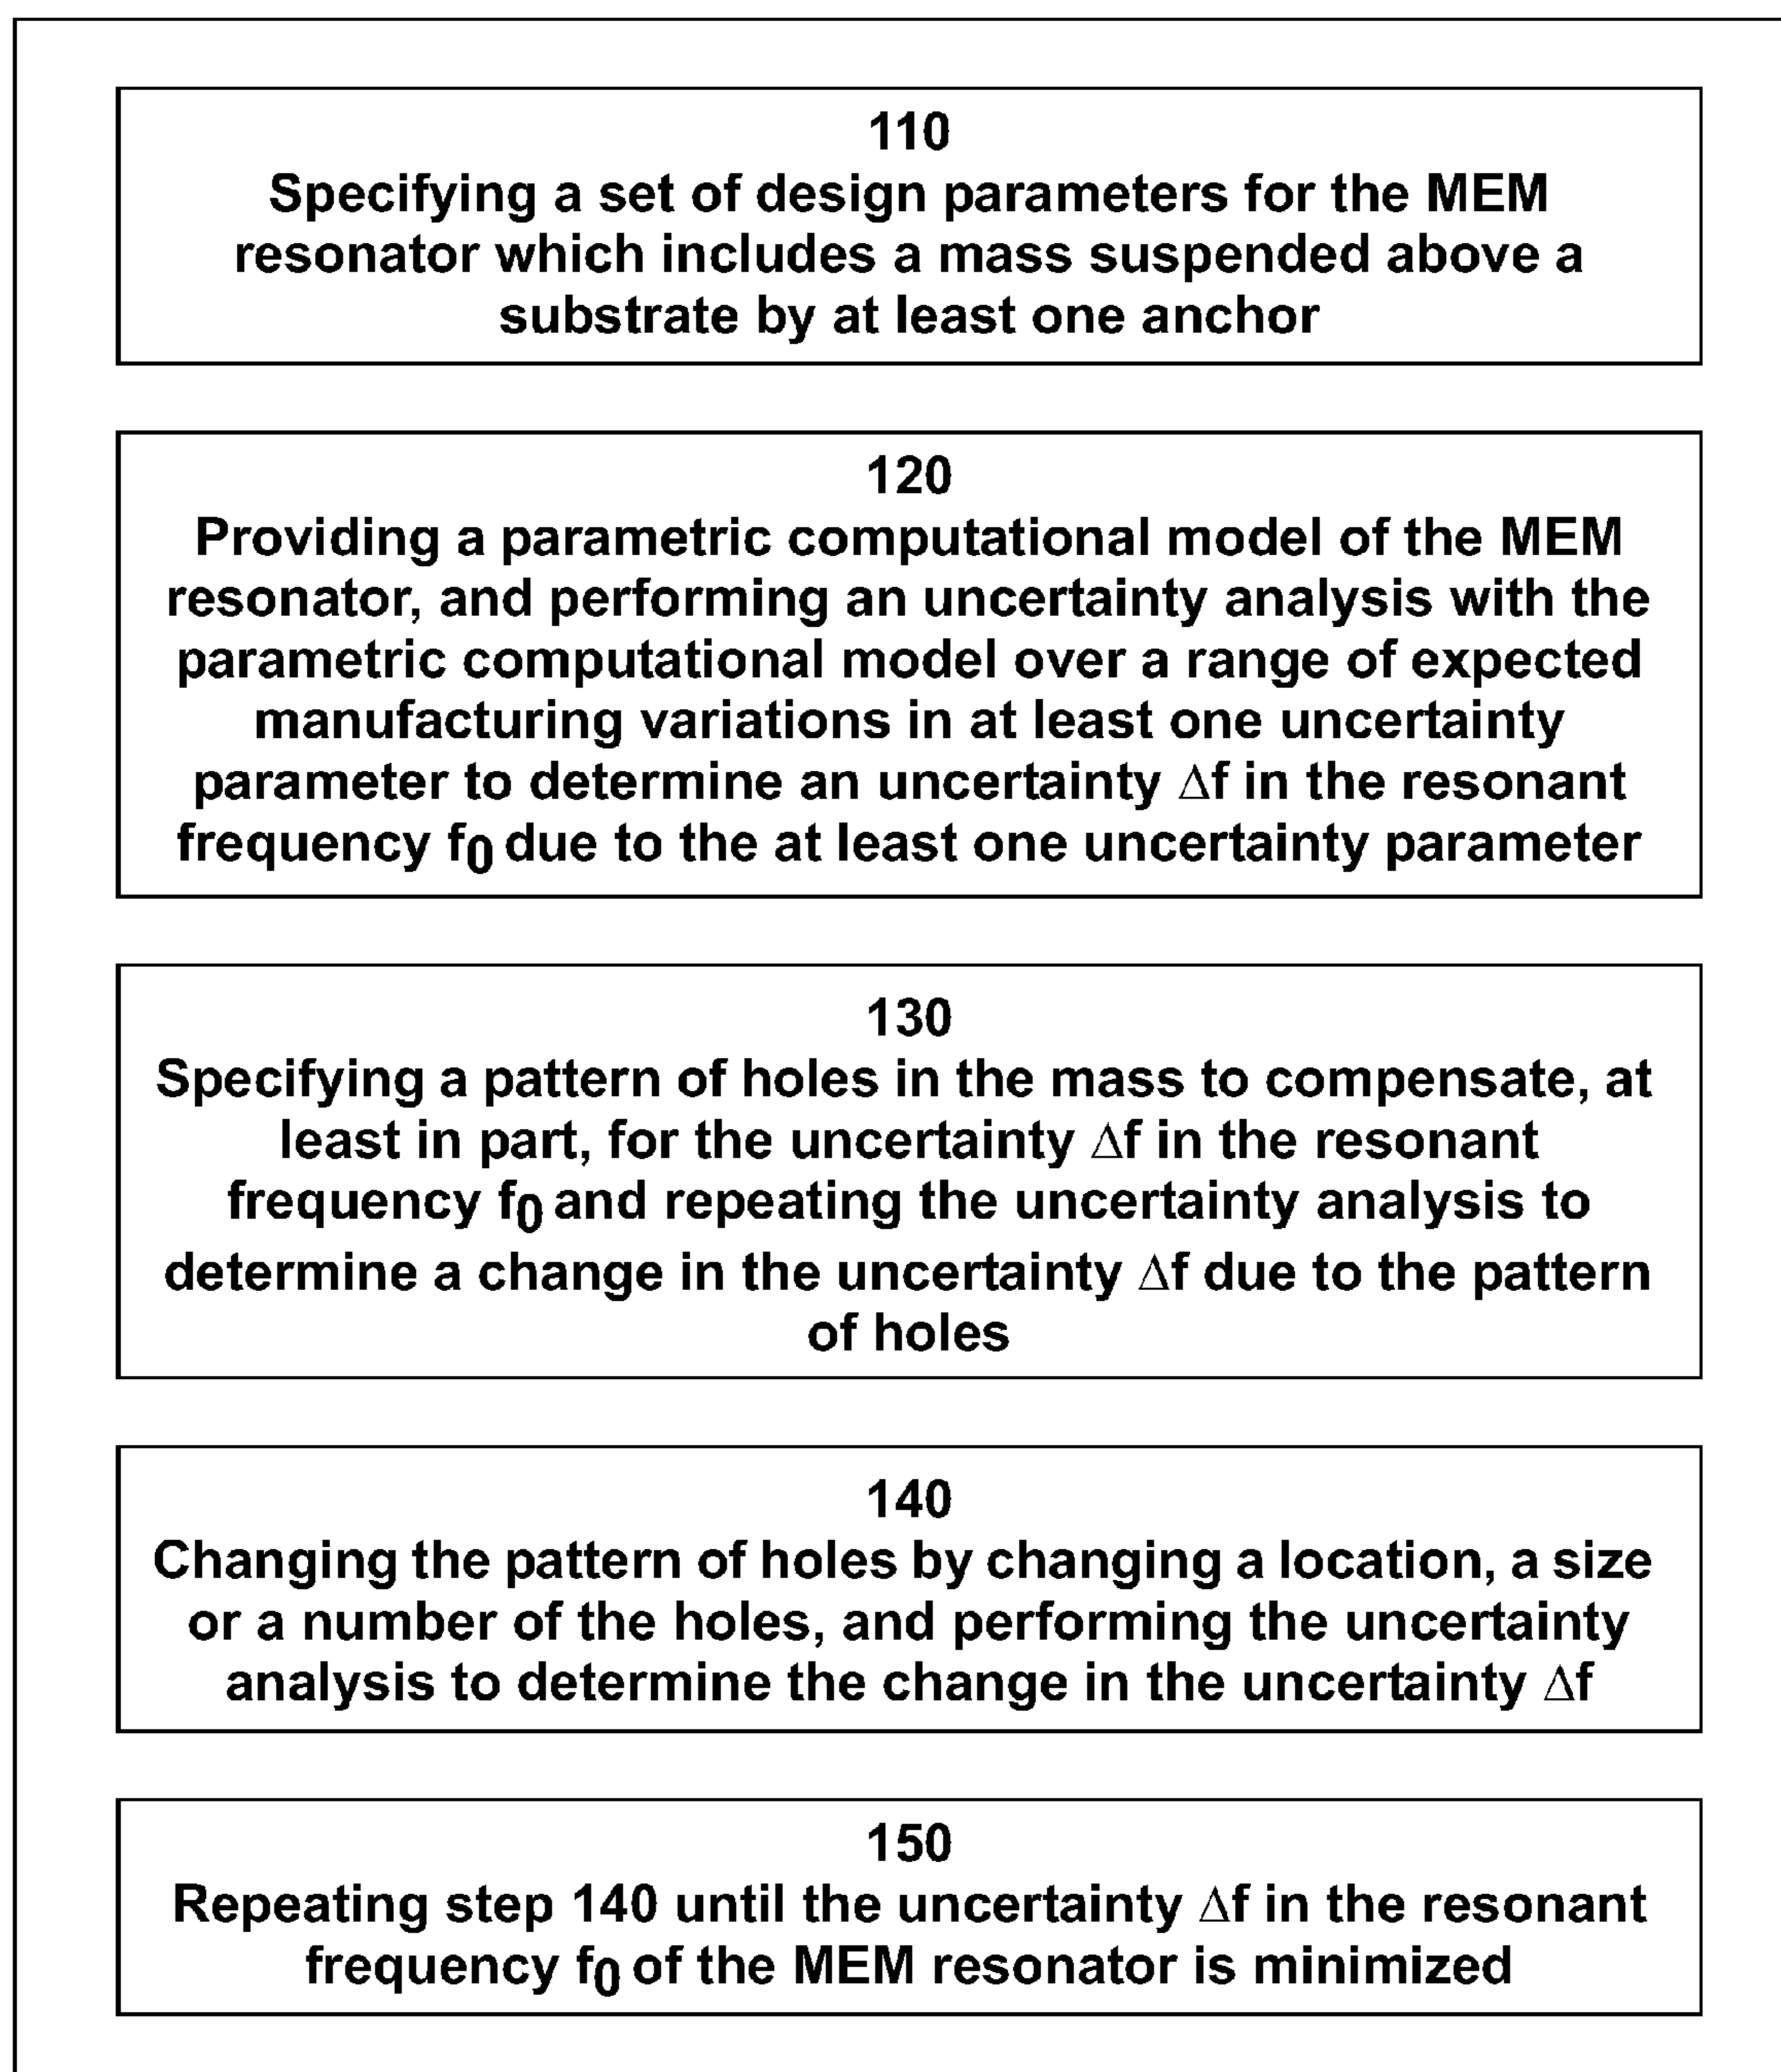 110
Specifying a set of design parameters for the MEM
resonator which includes a mass suspended above a
substrate by at least one anchor
120
Providing a parametric computational model of the MEM
resonator, and performing an uncertainty analysis with the
parametric computational model over a range of expected
manufacturing variations in at least one uncertainty
parameter to determine an uncertainty Δf in the resonant
frequency f₀ due to the at least one uncertainty parameter
130
Specifying a pattern of holes in the mass to compensate, at
least in part, for the uncertainty Δf in the resonant
frequency f₀ and repeating the uncertainty analysis to
determine a change in the uncertainty Δf due to the pattern
of holes
140
Changing the pattern of holes by changing a location, a size
or a number of the holes, and performing the uncertainty
analysis to determine the change in the uncertainty Δf
150
Repeating step 140 until the uncertainty Δf in the resonant
frequency f₀ of the MEM resonator is minimized